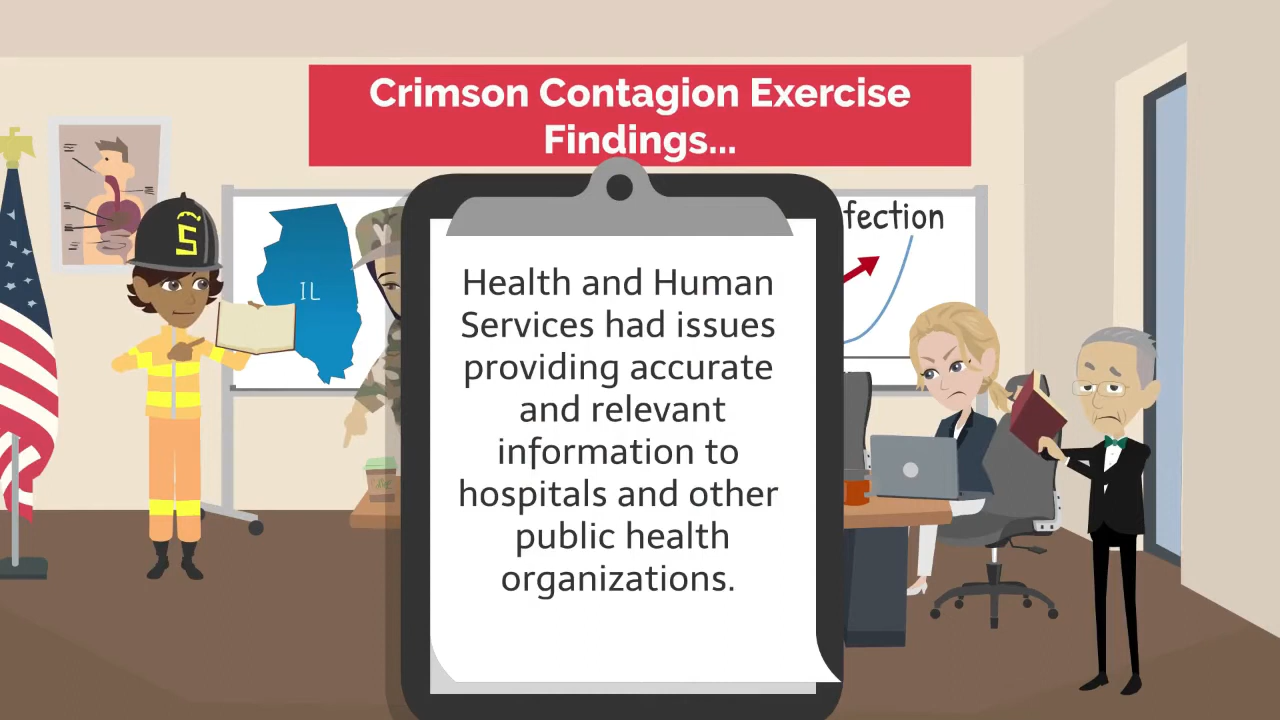 Crimson Contagion Exercise
Findings...
S
IL
fection
Health and Human
Services had issues
providing accurate
and relevant
information to
hospitals and other
public health
organizations.